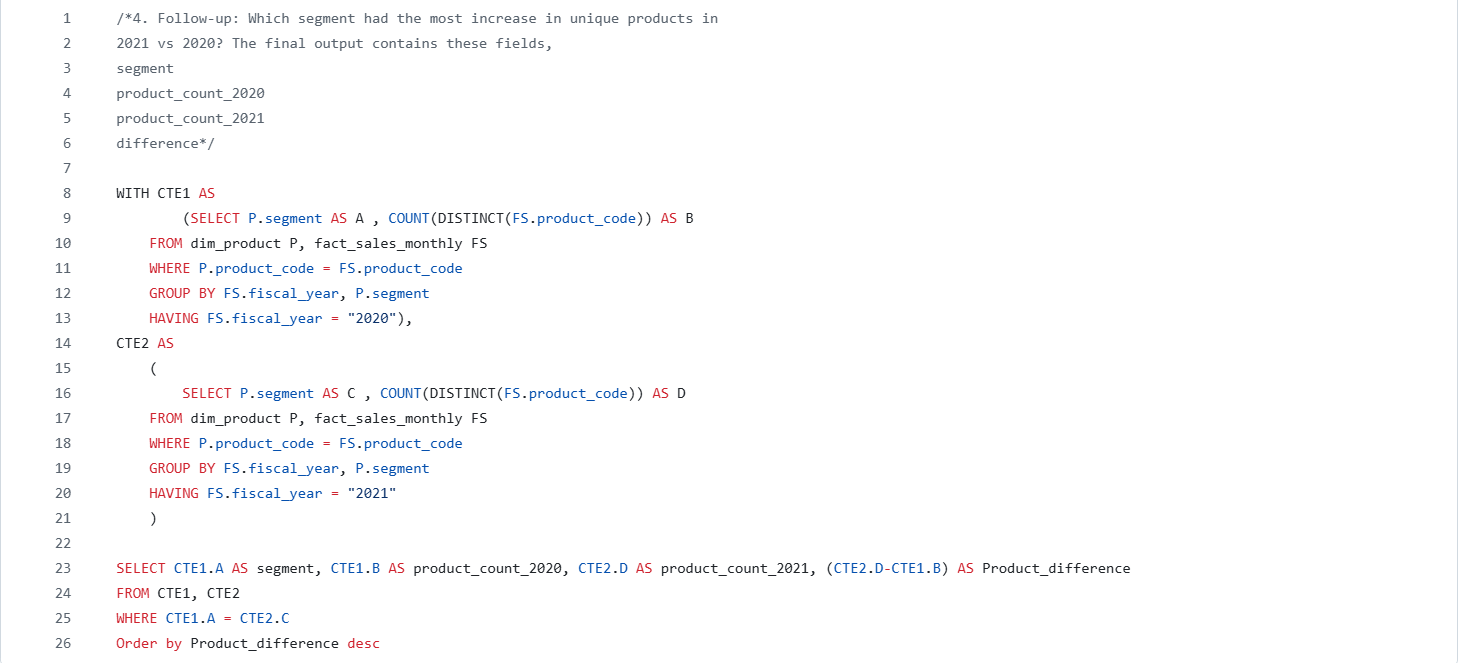 1 /*4. Follow-up: Which segment had the most increase in unique products in
2 2021 vs 2020? The final output contains these fields,
3 segment
4 product_count_2020
5 product_count_2021
6 difference*/
7
8 WITH CTE1 AS
9 (SELECT P.segment AS A , COUNT(DISTINCT(FS.product_code)) AS B
10 FROM dim_product P, fact_sales_monthly FS
11 WHERE P.product_code = FS.product_code
12 GROUP BY FS.fiscal_year, P.segment
13 HAVING FS.fiscal_year = "2020"),
14 CTE2 AS
15 (
16 SELECT P.segment AS C , COUNT(DISTINCT(FS.product_code)) AS D
17 FROM dim_product P, fact_sales_monthly FS
18 WHERE P.product_code = FS.product_code
19 GROUP BY FS.fiscal_year, P.segment
20 HAVING FS.fiscal_year = "2021"
21 )
22
23 SELECT CTE1.A AS segment, CTE1.B AS product_count_2020, CTE2.D AS product_count_2021, (CTE2.D-CTE1.B) AS Product_difference
24 FROM CTE1, CTE2
25 WHERE CTE1.A = CTE2.C
26 Order by Product_difference desc